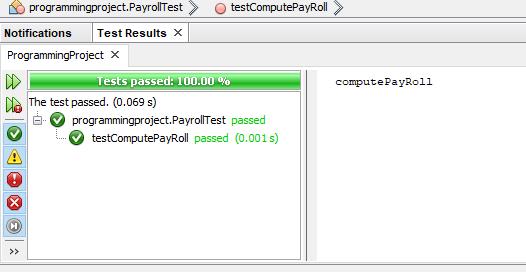 programmingproject.PayrollTest testComputePayRoll
Notifications Test Results X
ProgrammingProject X
Tests passed: 100.00 %
The test passed. (0.069 s)
programmingproject.PayrollTest passed
testComputePayRoll passed (0.001 s)
computePayRoll
>>